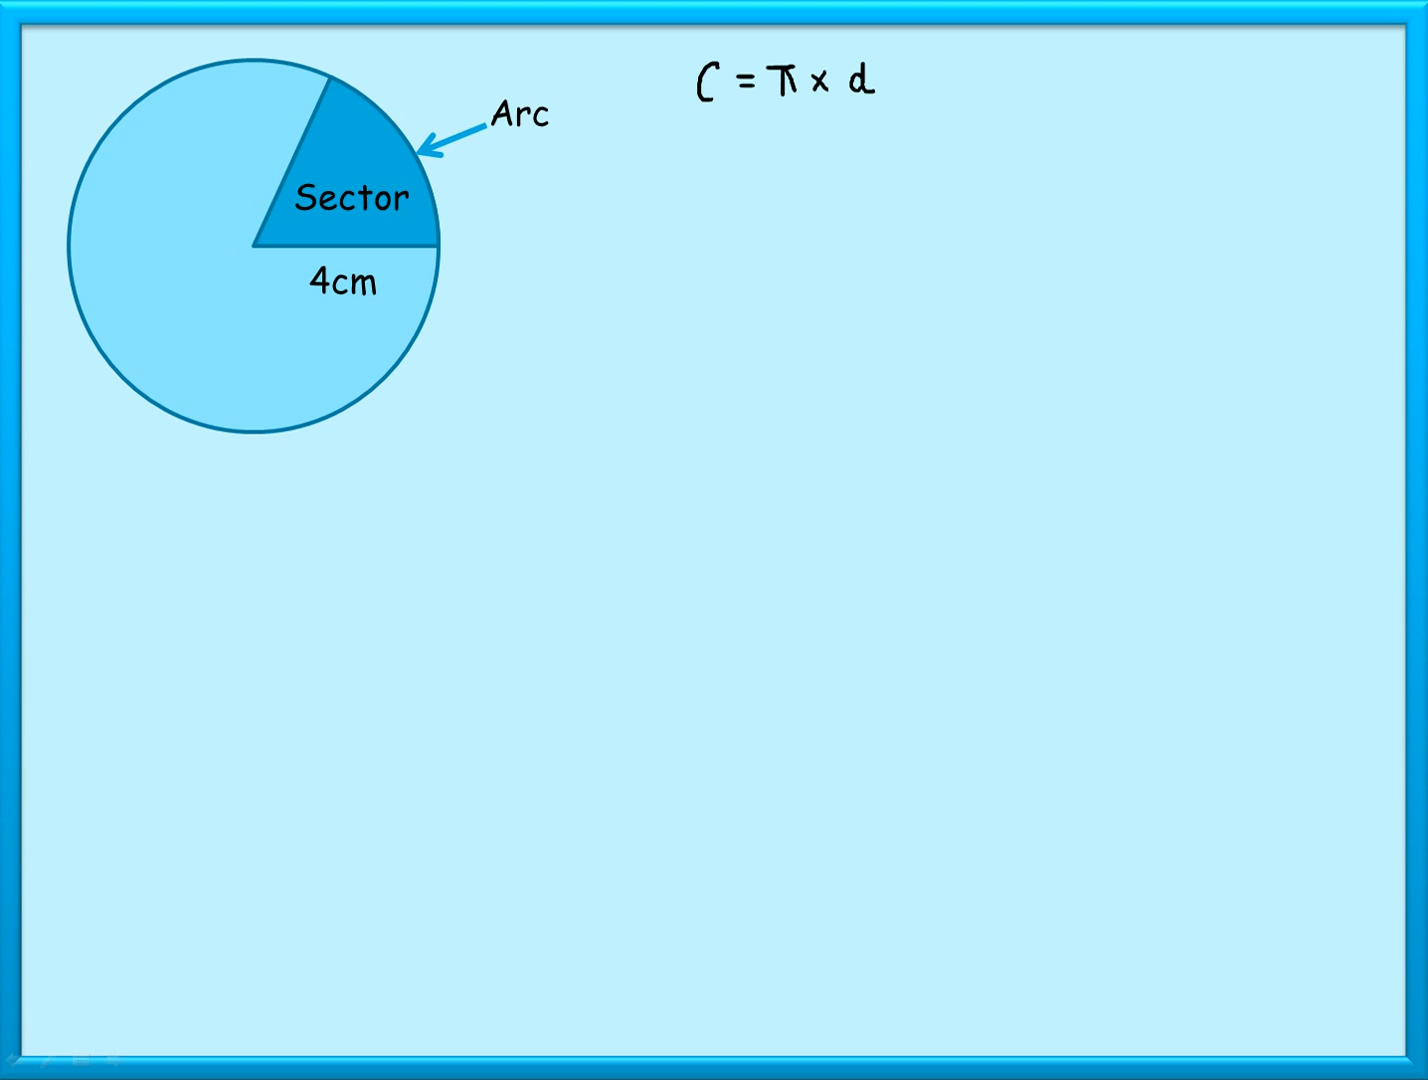 C = π × d
Arc
Sector
4cm